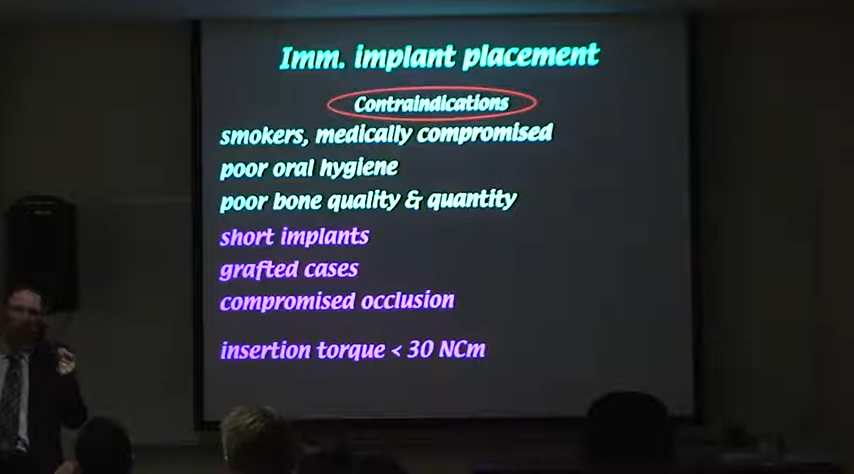 Imm. implant placement
Contraindications
smokers, medically compromised
poor oral hygiene
poor bone quality & quantity
short implants
grafted cases
compromised occlusion
insertion torque < 30 NCm